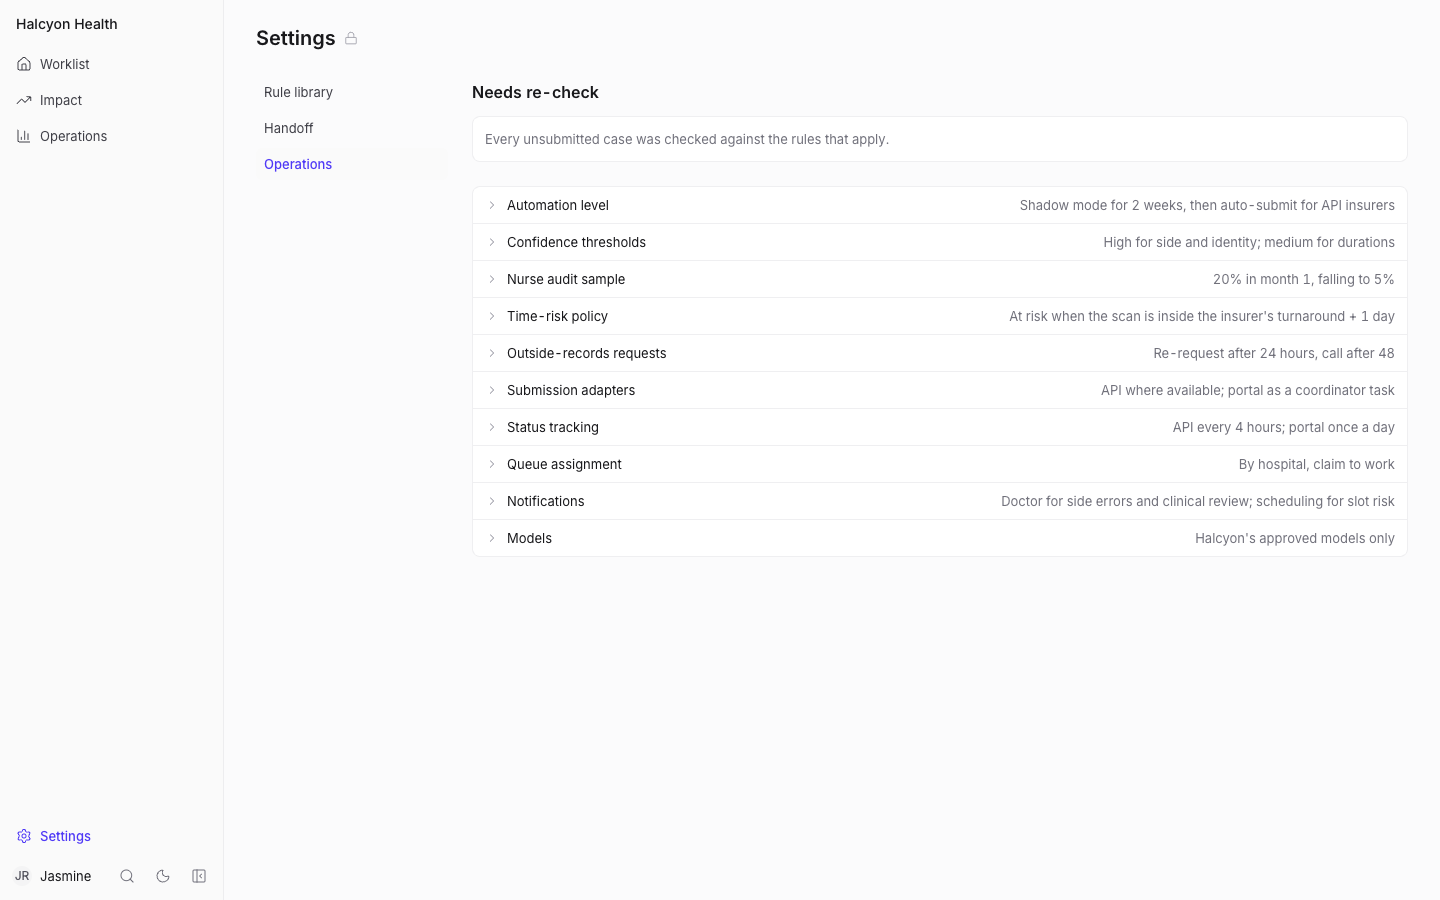 Halcyon Health
Worklist
Impact
Operations
Settings
JR Jasmine
Settings
Rule library
Handoff
Operations
Needs re-check
Every unsubmitted case was checked against the rules that apply.
Automation level Shadow mode for 2 weeks, then auto-submit for API insurers
Confidence thresholds High for side and identity; medium for durations
Nurse audit sample 20% in month 1, falling to 5%
Time-risk policy At risk when the scan is inside the insurer's turnaround + 1 day
Outside-records requests Re-request after 24 hours, call after 48
Submission adapters API where available; portal as a coordinator task
Status tracking API every 4 hours; portal once a day
Queue assignment By hospital, claim to work
Notifications Doctor for side errors and clinical review; scheduling for slot risk
Models Halcyon's approved models only